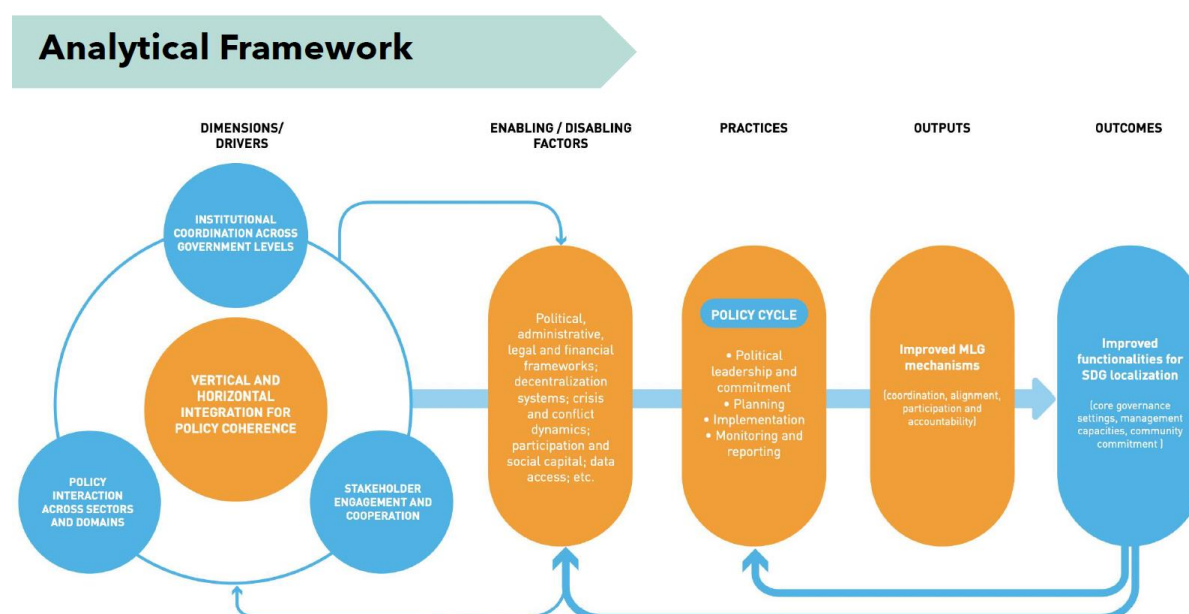 Analytical Framework
DIMENSIONS/
DRIVERS
ENABLING / DISABLING
FACTORS
PRACTICES
OUTPUTS
OUTCOMES
INSTITUTIONAL
COORDINATION ACROSS
GOVERNMENT LEVELS
VERTICAL AND
HORIZONTAL
INTEGRATION FOR
POLICY COHERENCE
POLICY
INTERACTION
ACROSS SECTORS
AND DOMAINS
STAKEHOLDER
ENGAGEMENT AND
COOPERATION
Political,
administrative,
legal and financial
frameworks;
decentralization
systems; crisis and
conflict
dynamics;
participation and
social capital; data
access; etc.
POLICY CYCLE
• Political
leadership and
commitment
• Planning
• Implementation
• Monitoring and
reporting
Improved MLG
mechanisms
(coordination, alignment,
participation and
accountability)
Improved
functionalities for
SDG localization
(core governance
settings, management
capacities, community
commitment )